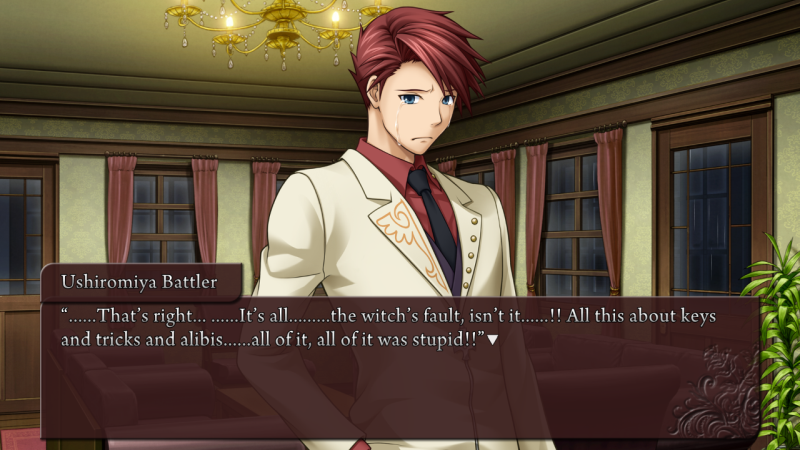 Ushiromiya Battler
“......That's right... ......It's all.........the witch's fault, isn't it......!! All this about keys
and tricks and alibis......all of it, all of it was stupid!!”